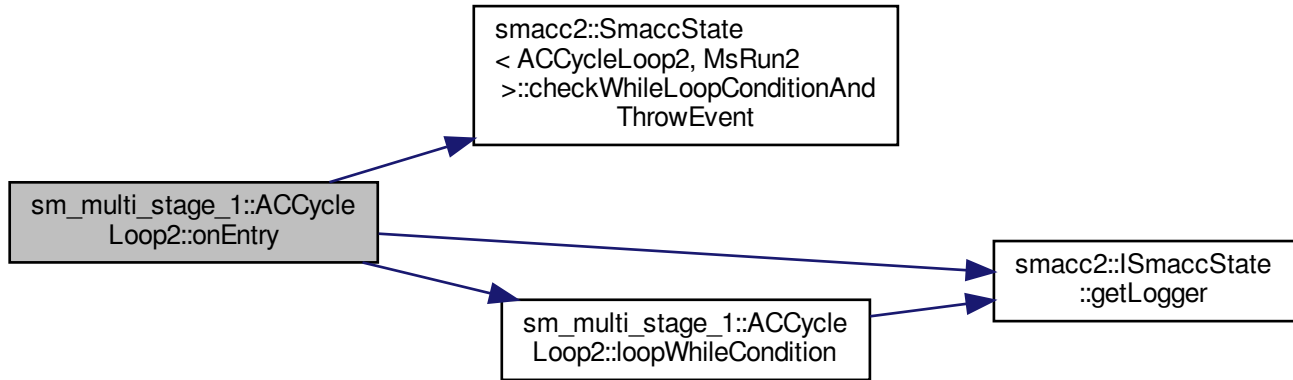 smacc2::SmaccState
< ACCycleLoop2, MsRun2
>::checkWhileLoopConditionAnd
ThrowEvent
sm_multi_stage_1::ACCycle
Loop2::onEntry
smacc2::ISmaccState
::getLogger
sm_multi_stage_1::ACCycle
Loop2::loopWhileCondition